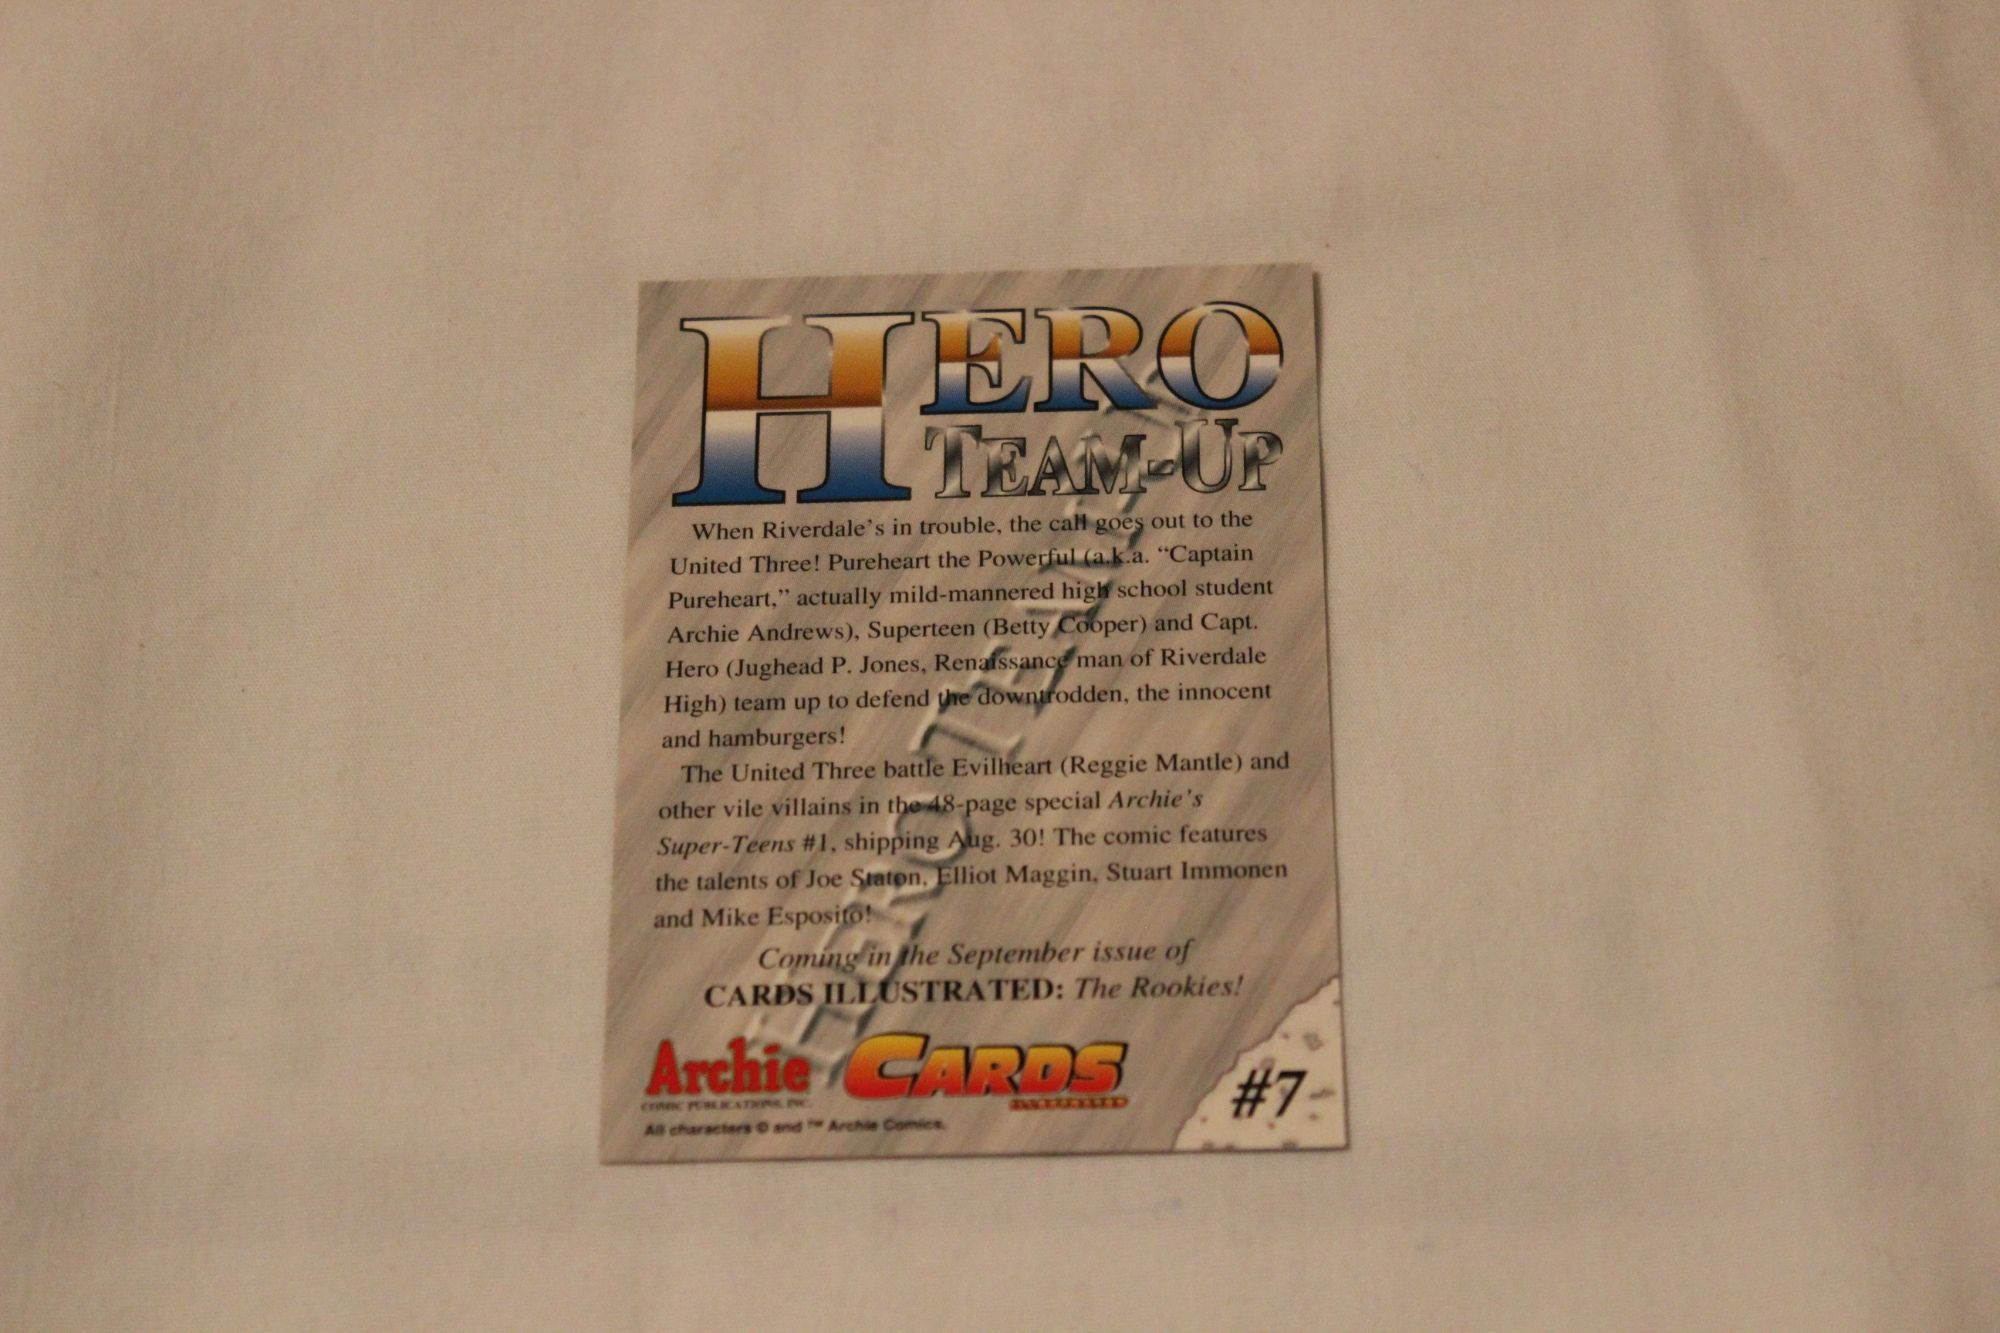 HERO
TEAM-UP
When Riverdale's in trouble, the call goes out to the
United Three! Pureheart the Powerful (a.k.a. “Captain
Pureheart,” actually mild-mannered high school student
Archie Andrews), Superteen (Betty Cooper) and Capt.
Hero (Jughead P. Jones, Renaissance man of Riverdale
High) team up to defend the downtrodden, the innocent
and hamburgers!
The United Three battle Evilheart (Reggie Mantle) and
other vile villains in the 48-page special Archie's
Super-Teens #1, shipping Aug. 30! The comic features
the talents of Joe Staton, Elliot Maggin, Stuart Immonen
and Mike Esposito!
Coming in the September issue of
CARDS ILLUSTRATED: The Rookies!
Archie
COMIC PUBLICATIONS, INC.
CARDS
ILLUSTRATED
All characters © and ™ Archie Comics.
#7